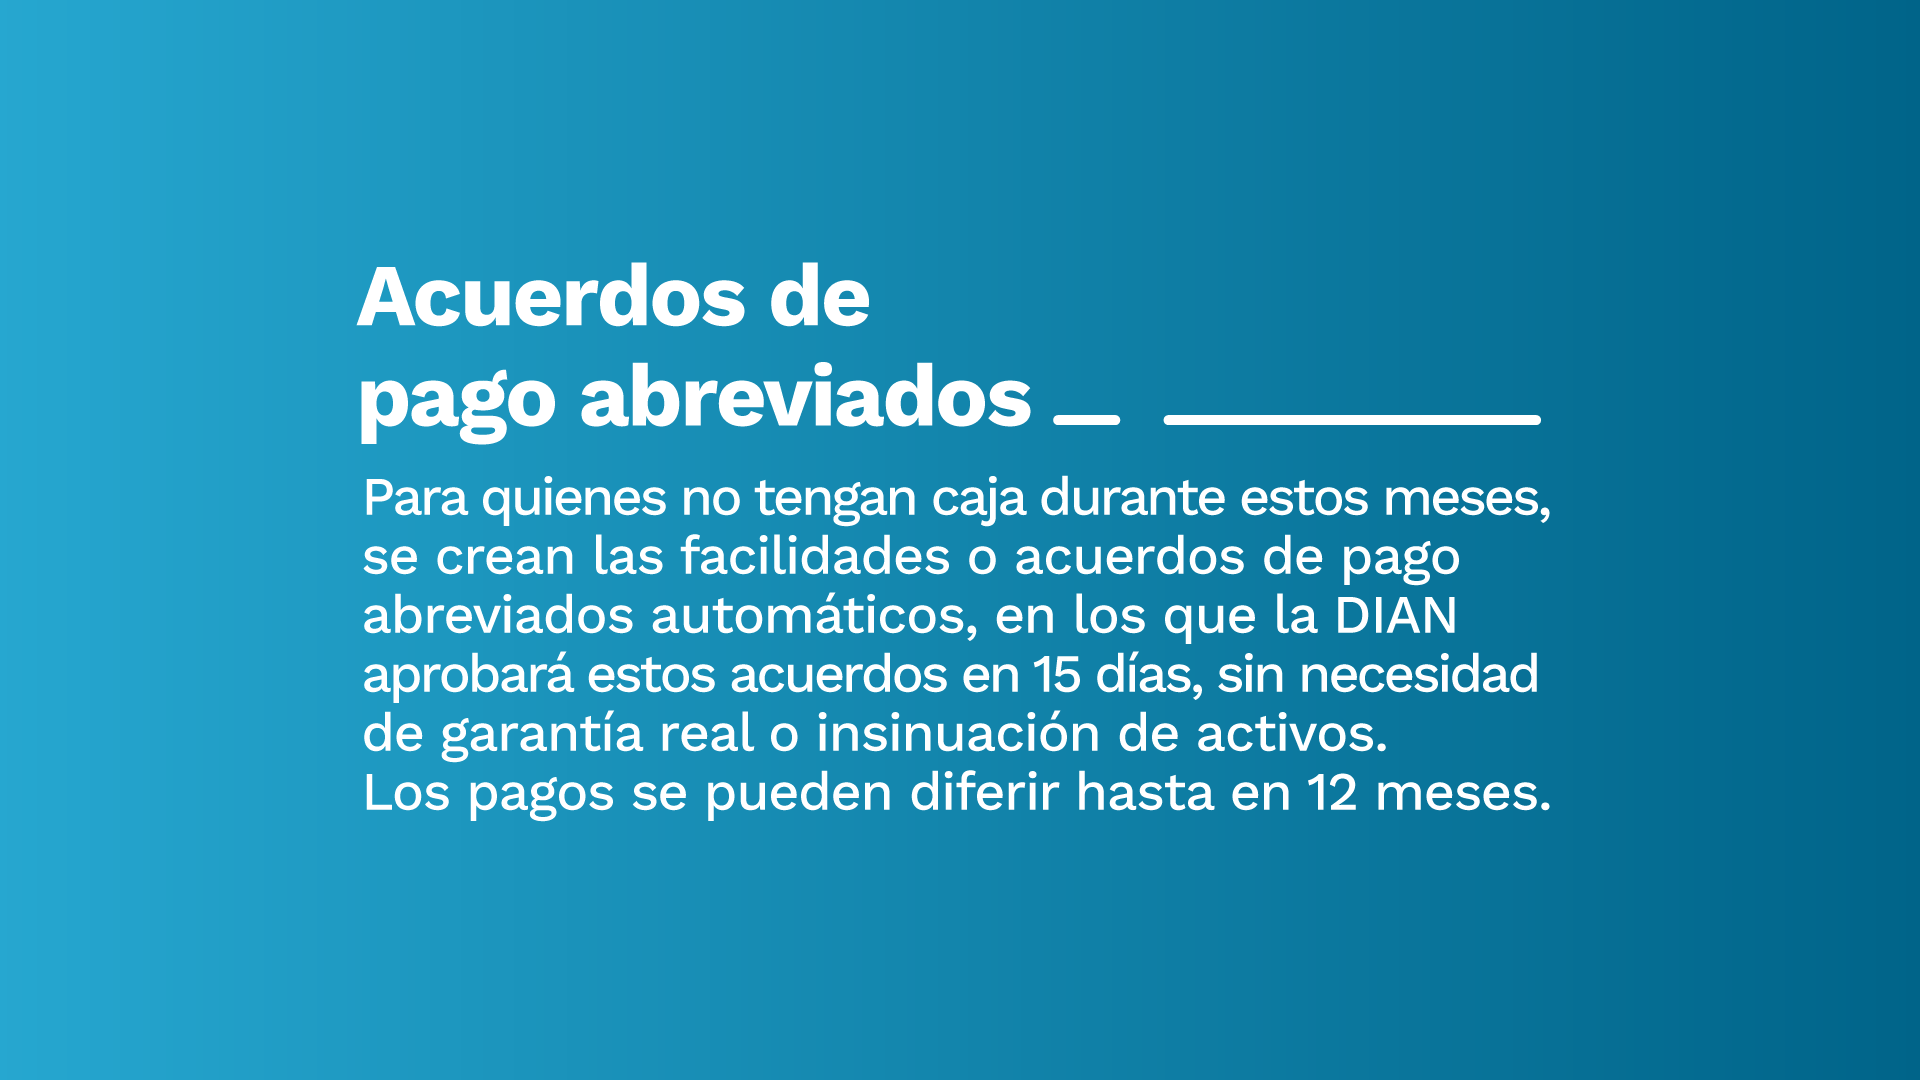 Acuerdos de
pago abreviados
Para quienes no tengan caja durante estos meses,
se crean las facilidades o acuerdos de pago
abreviados automáticos, en los que la DIAN
aprobará estos acuerdos en 15 días, sin necesidad
de garantía real o insinuación de activos.
Los pagos se pueden diferir hasta en 12 meses.